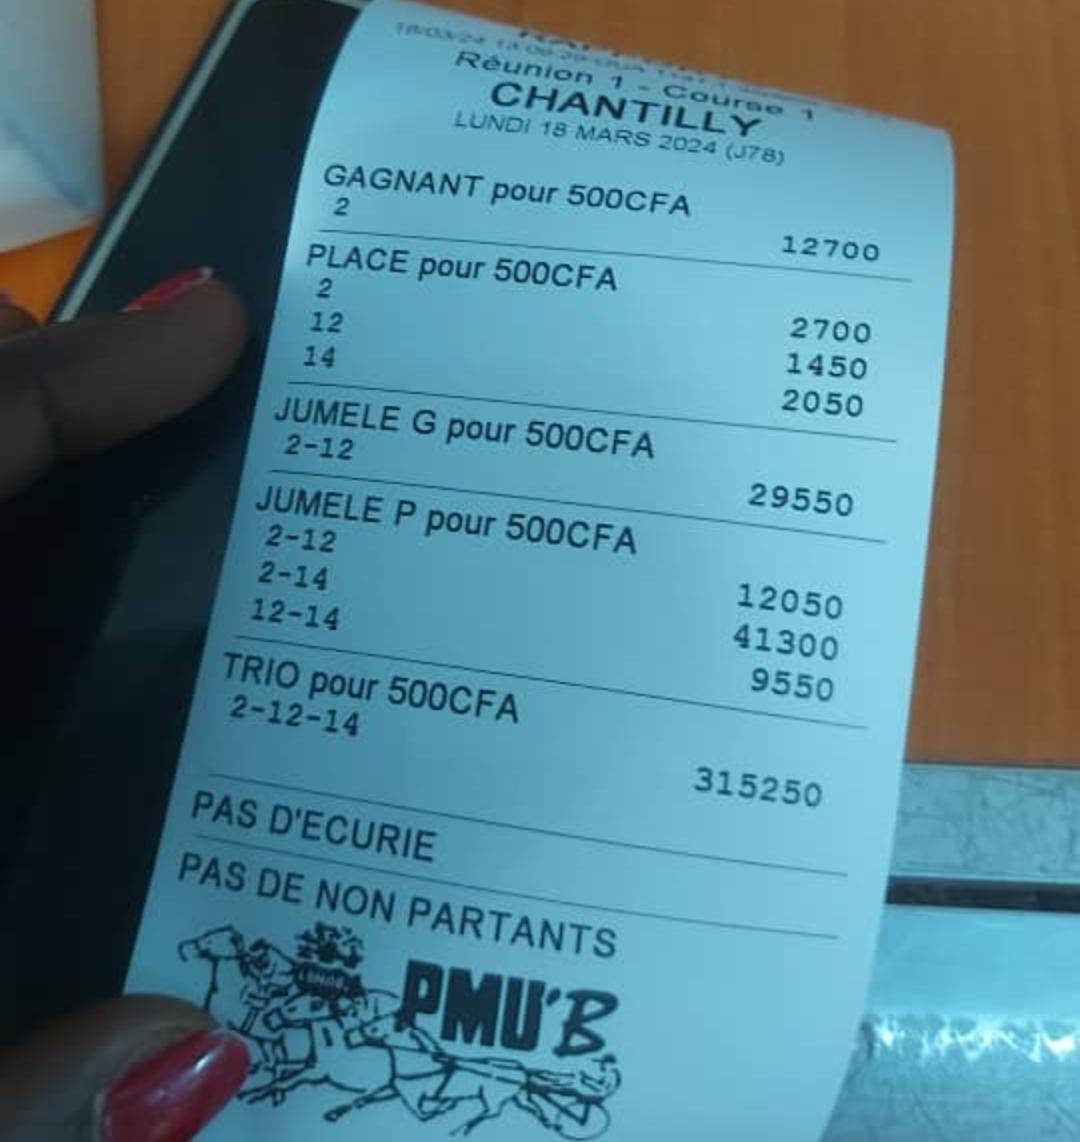 Réunion 1 - Course 1
CHANTILLY
LUNDI 18 MARS 2024 (J78)
GAGNANT pour 500CFA
2 12700
PLACE pour 500CFA
2 2700
12 1450
14 2050
JUMELE G pour 500CFA
2-12 29550
JUMELE P pour 500CFA
2-12 12050
2-14 41300
12-14 9550
TRIO pour 500CFA
2-12-14 315250
PAS D'ECURIE
PAS DE NON PARTANTS
PMU'B